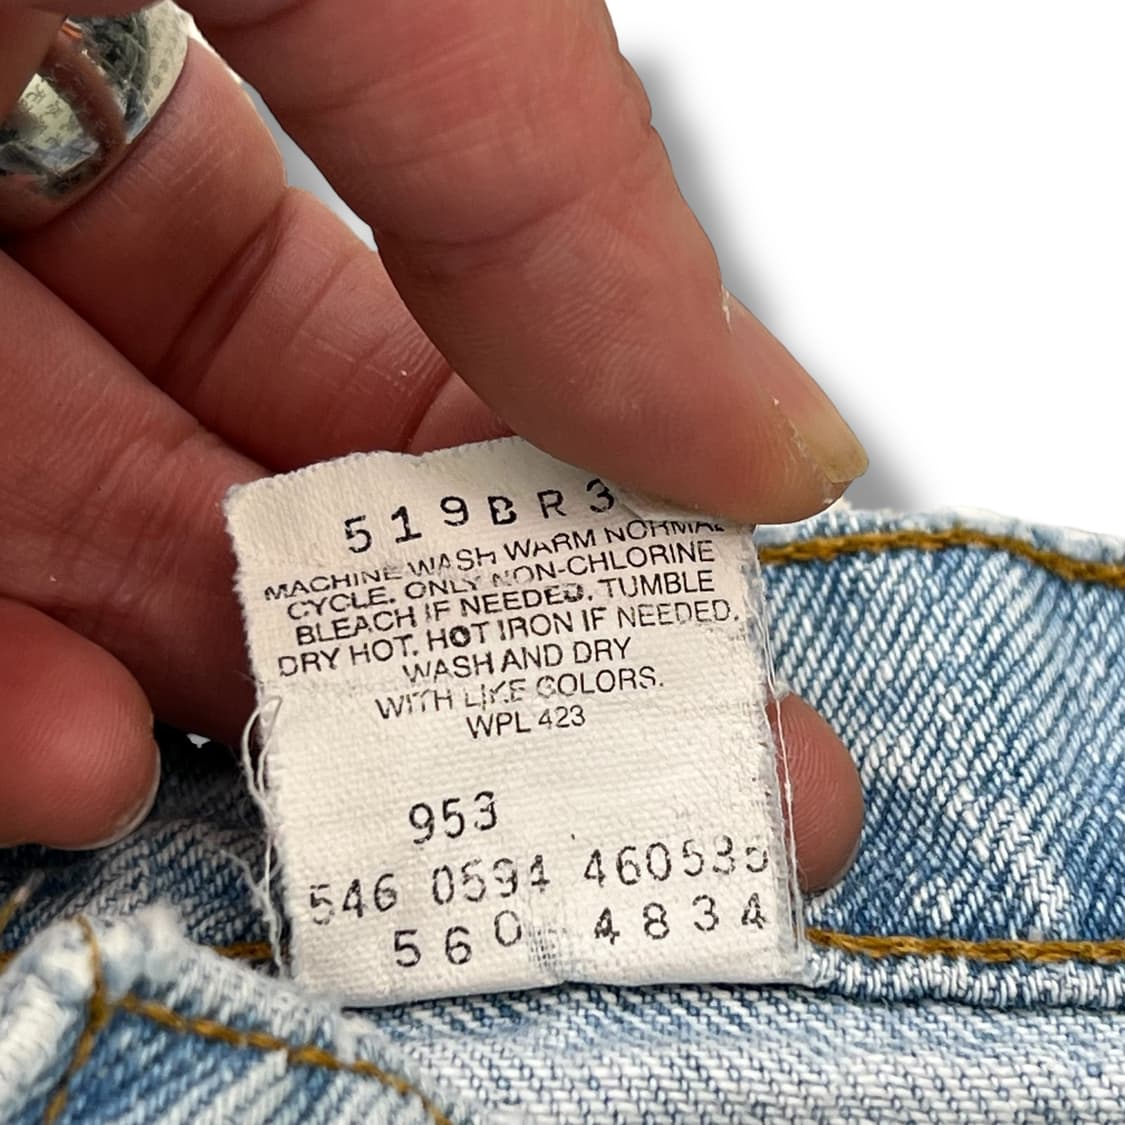 519BR3
MACHINE WASH WARM NORMAL
CYCLE. ONLY NON-CHLORINE
BLEACH IF NEEDED. TUMBLE
DRY HOT. HOT IRON IF NEEDED.
WASH AND DRY
WITH LIKE COLORS.
WPL 423
953
546 0594 460535
560 4834